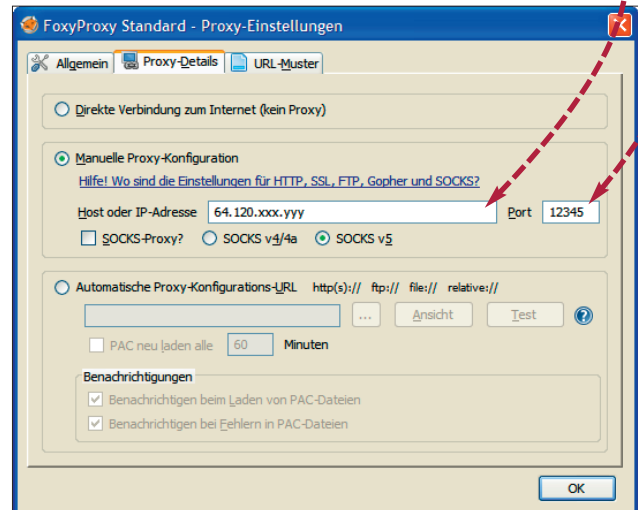 FoxyProxy Standard - Proxy-Einstellungen
Allgemein Proxy-Details URL-Muster
Direkte Verbindung zum Internet (kein Proxy)
Manuelle Proxy-Konfiguration
Hilfe! Wo sind die Einstellungen für HTTP, SSL, FTP, Gopher und SOCKS?
Host oder IP-Adresse 64.120.xxx.yyy Port 12345
SOCKS-Proxy? SOCKS v4/4a SOCKS v5
Automatische Proxy-Konfigurations-URL http(s):// ftp:// file:// relative://
... Ansicht Test ?
PAC neu laden alle 60 Minuten
Benachrichtigungen
Benachrichtigen beim Laden von PAC-Dateien
Benachrichtigen bei Fehlern in PAC-Dateien
OK